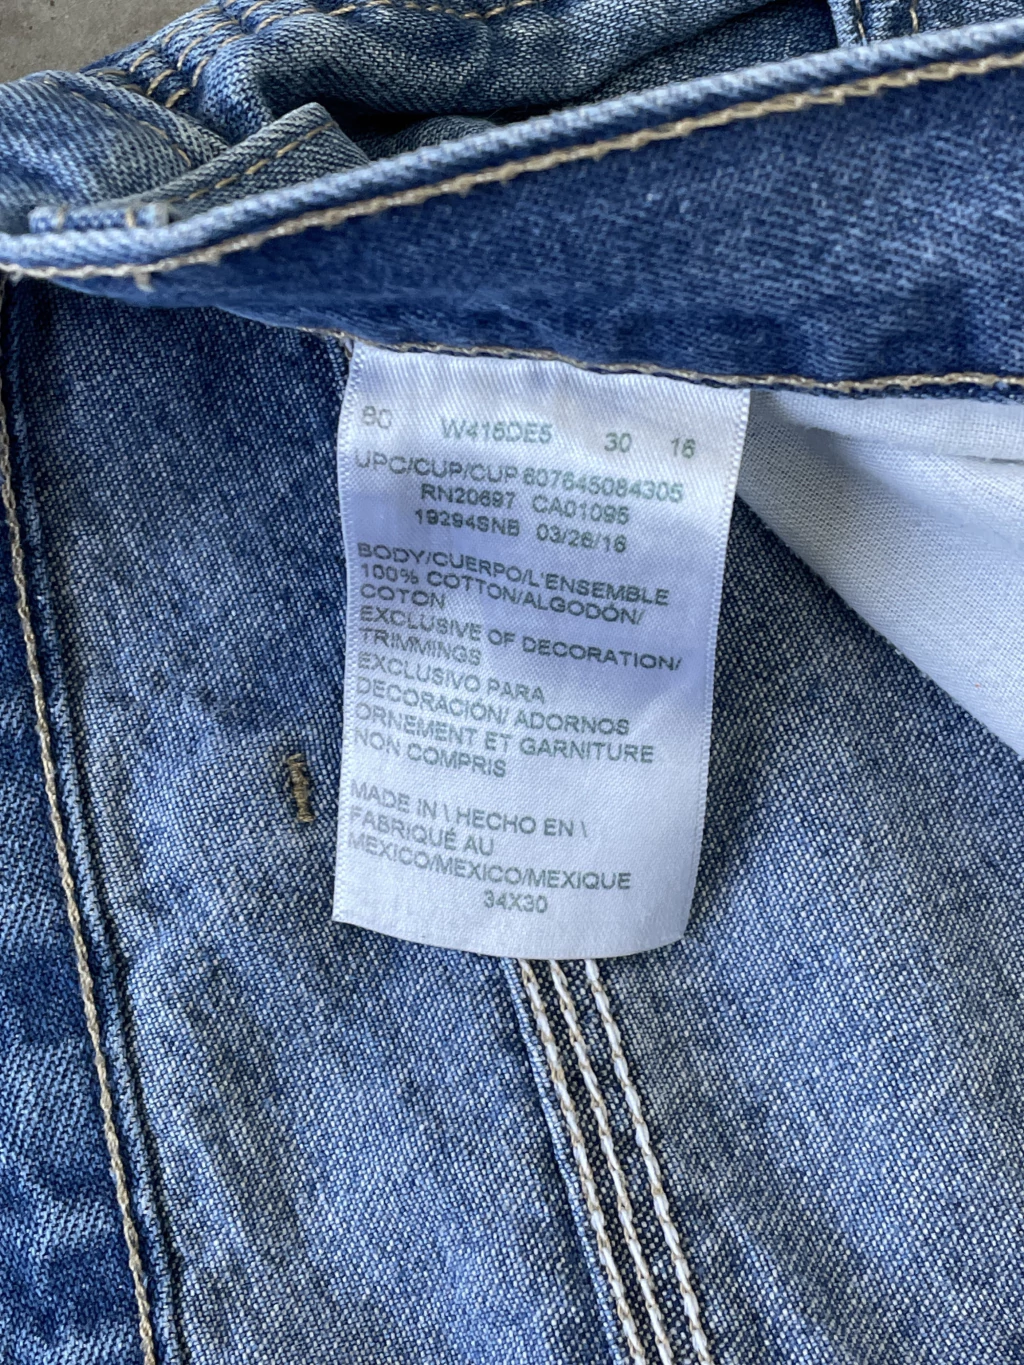 60 W416DE5 30 16
UPC/CUP/CUP 607645084305
RN20697 CA01095
19294SNB 03/26/16
BODY/CUERPO/L'ENSEMBLE
100% COTTON/ALGODÓN/
COTON
EXCLUSIVE OF DECORATION/
TRIMMINGS
EXCLUSIVO PARA
DECORACIÓN/ ADORNOS
ORNEMENT ET GARNITURE
NON COMPRIS
MADE IN \ HECHO EN \
FABRIQUÉ AU
MEXICO/MEXICO/MEXIQUE
34X30